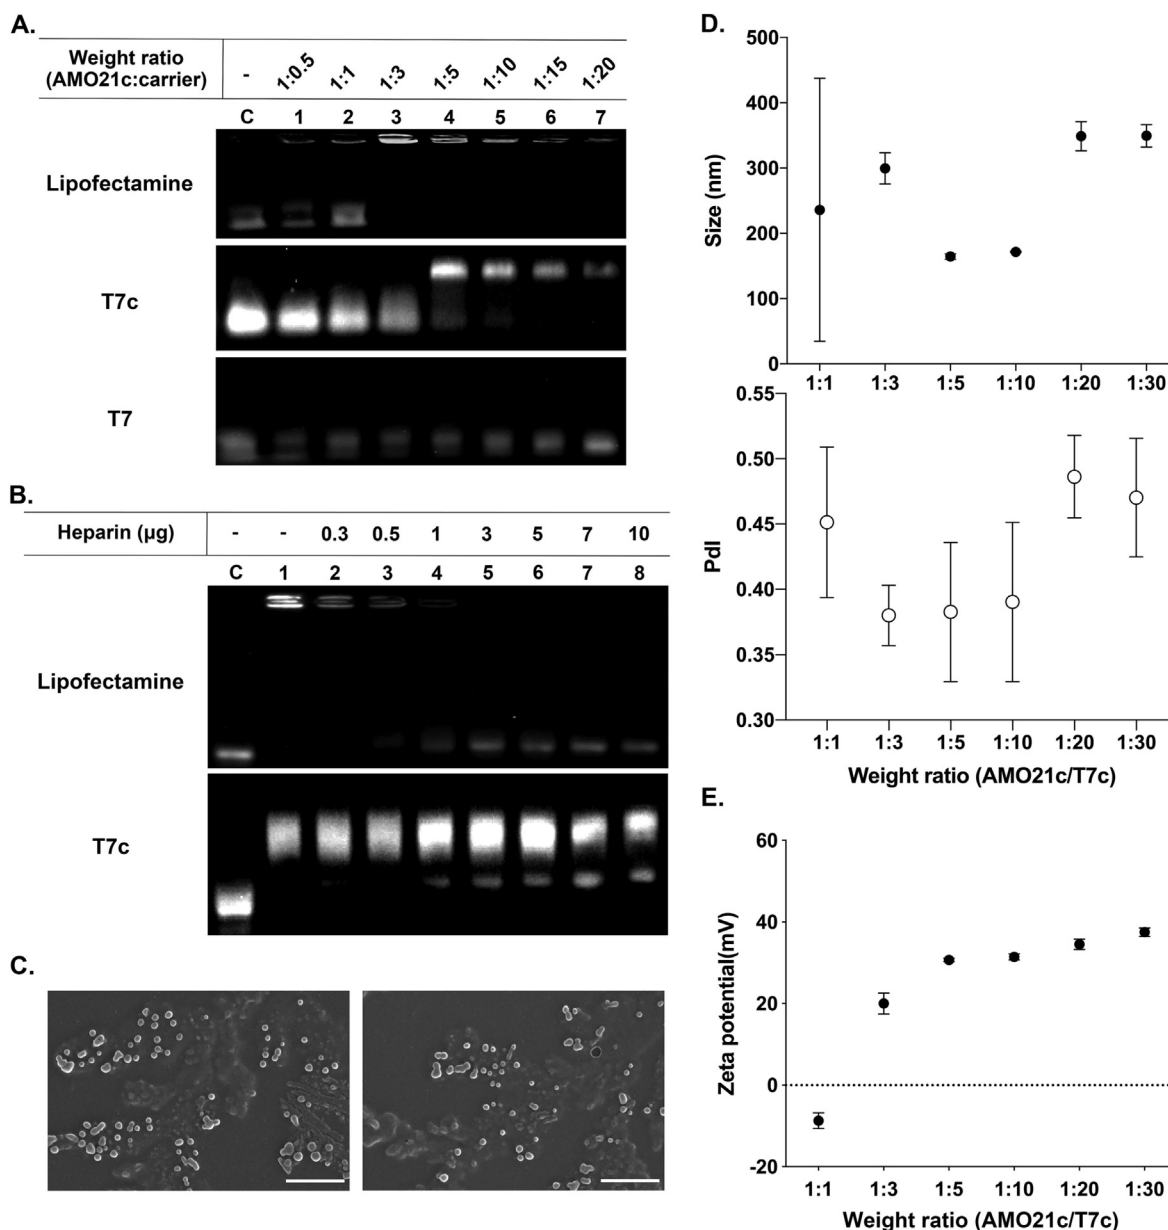 A.
Weight ratio
(AMO21c:carrier)
- 1:0.5 1:1 1:3 1:5 1:10 1:15 1:20
C 1 2 3 4 5 6 7
Lipofectamine
T7c
T7
B.
Heparin (µg) - - 0.3 0.5 1 3 5 7 10
C 1 2 3 4 5 6 7 8
Lipofectamine
T7c
C.
D.
500
400
300
200
100
0
Size (nm)
1:1 1:3 1:5 1:10 1:20 1:30
0.55
0.50
0.45
0.40
0.35
0.30
PdI
1:1 1:3 1:5 1:10 1:20 1:30
Weight ratio (AMO21c/T7c)
E.
60
40
20
0
-20
Zeta potential(mV)
1:1 1:3 1:5 1:10 1:20 1:30
Weight ratio (AMO21c/T7c)